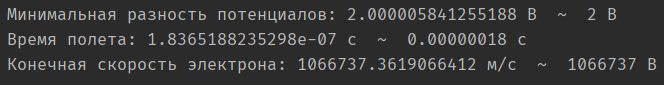 Минимальная разность потенциалов: 2.000005841255188 В  ~  2 В
Время полета: 1.8365188235298e-07 с  ~  0.00000018 с
Конечная скорость электрона: 1066737.3619066412 м/с  ~  1066737 В